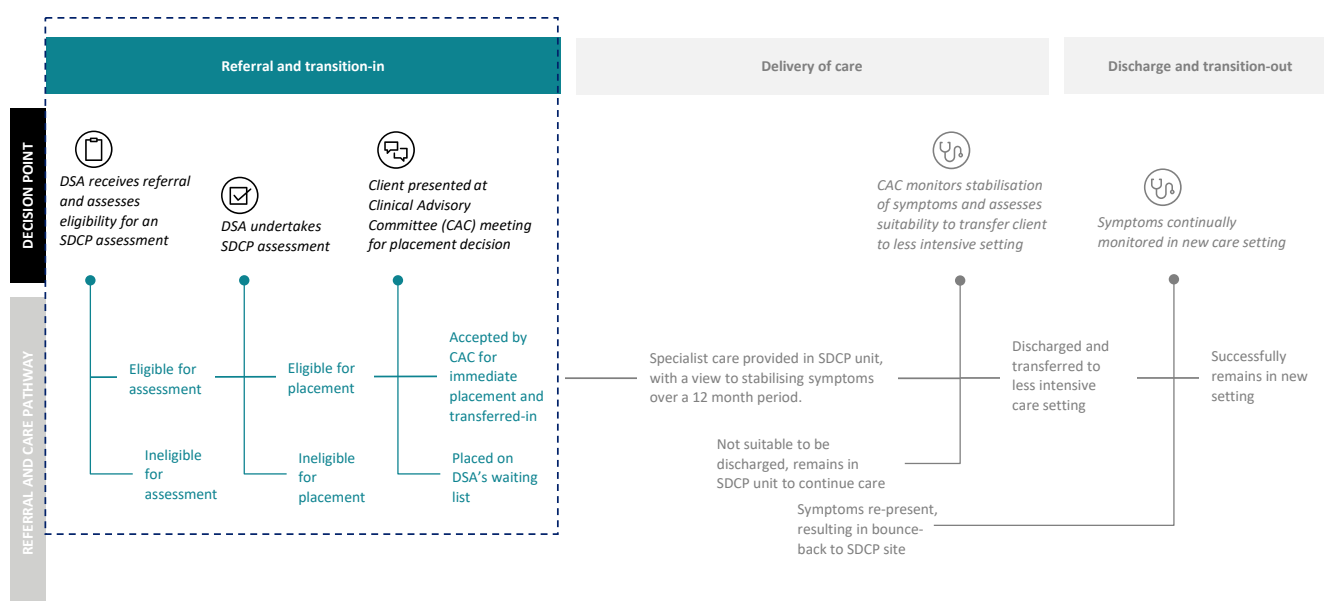 Referral and transition-in
Delivery of care
Discharge and transition-out
DECISION POINT
DSA receives referral
and assesses
eligibility for an
SDCP assessment
DSA undertakes
SDCP assessment
Client presented at
Clinical Advisory
Committee (CAC) meeting
for placement decision
CAC monitors stabilisation
of symptoms and assesses
suitability to transfer client
to less intensive setting
Symptoms continually
monitored in new care setting
REFERRAL AND CARE PATHWAY
Eligible for
assessment
Ineligible
for
assessment
Eligible for
placement
Ineligible
for
placement
Accepted by
CAC for
immediate
placement and
transferred-in
Placed on
DSA’s waiting
list
Specialist care provided in SDCP unit,
with a view to stabilising symptoms
over a 12 month period.
Not suitable to be
discharged, remains in
SDCP unit to continue care
Discharged and
transferred to
less intensive
care setting
Symptoms re-present,
resulting in bounce-
back to SDCP site
Successfully
remains in new
setting